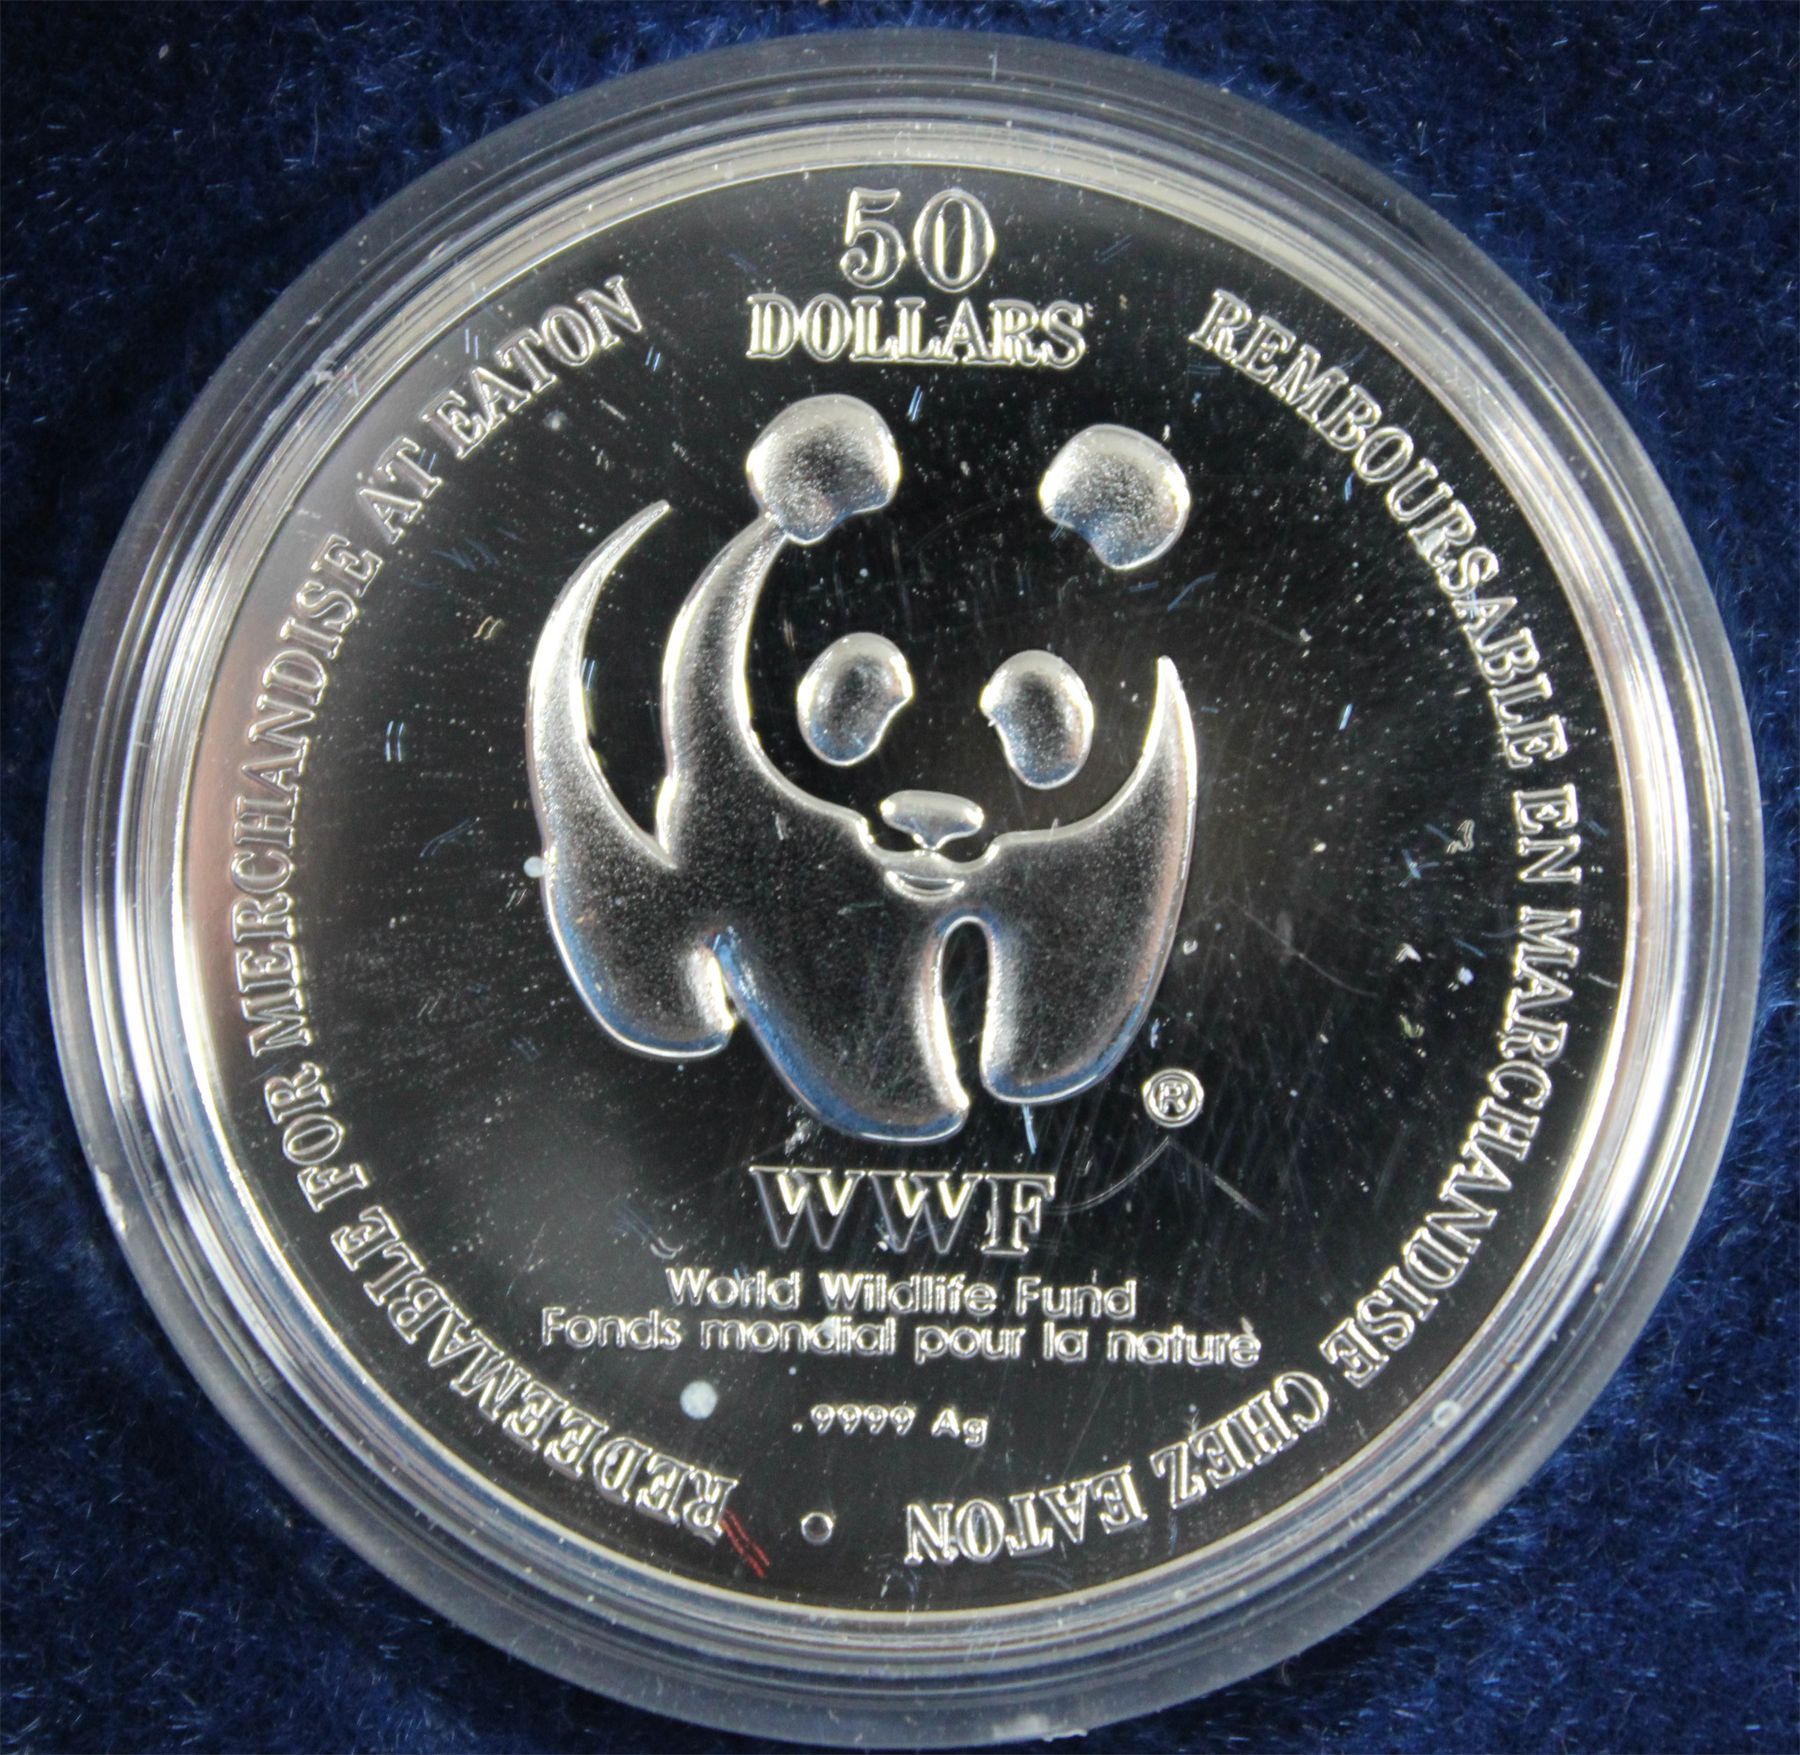 50
DOLLARS
REDEEMABLE FOR MERCHANDISE AT EATON
REMBOURSABLE EN MARCHANDISE CHEZ EATON
®
WWF
World Wildlife Fund
Fonds mondial pour la nature
.9999 Ag